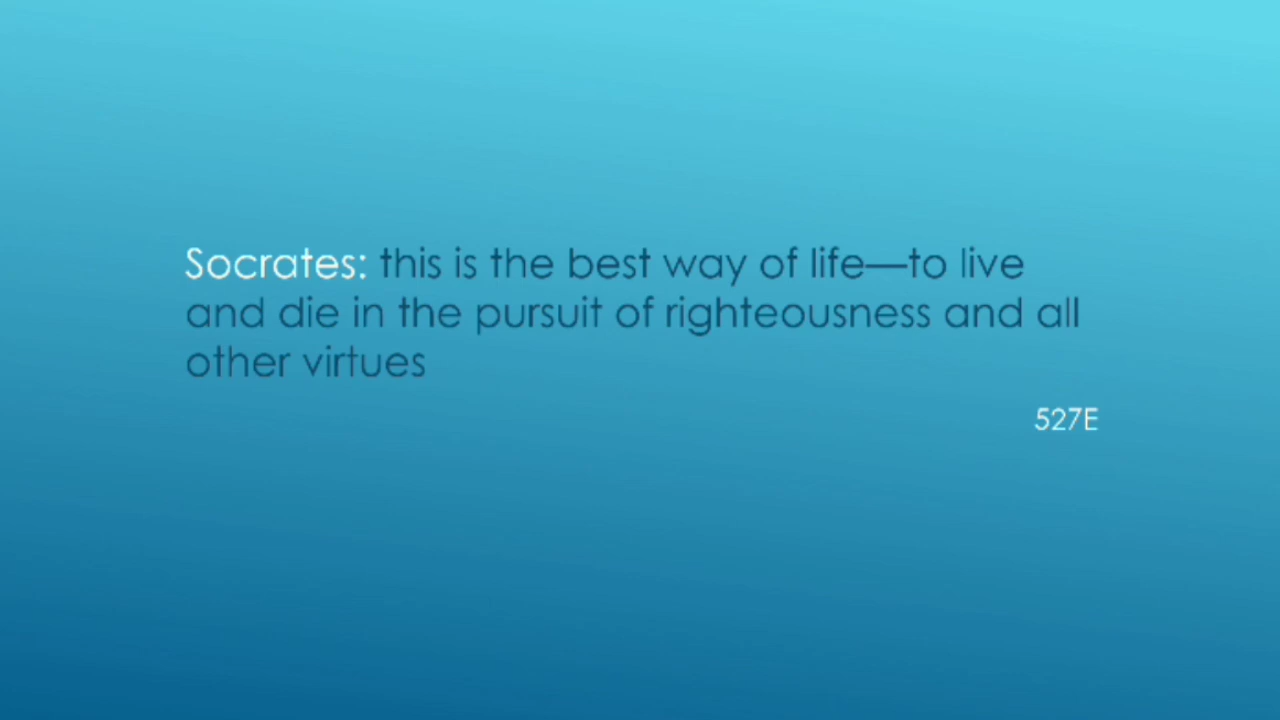 Socrates: this is the best way of life—to live
and die in the pursuit of righteousness and all
other virtues
527E